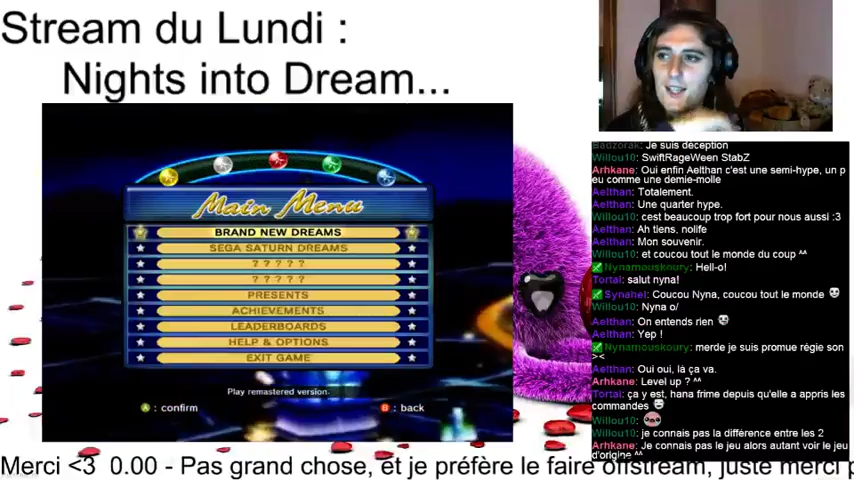 Stream du Lundi :
Nights into Dream...
Main Menu
BRAND NEW DREAMS
SEGA SATURN DREAMS
? ? ? ? ?
? ? ? ? ?
PRESENTS
ACHIEVEMENTS
LEADERBOARDS
HELP & OPTIONS
EXIT GAME
Play remastered version.
A : confirm
B : back
Badzorak: Je suis déception
Willou10: SwiftRageWeen StabZ
Arhkane: Oui enfin Aelthan c'est une semi-hype, un p
eu comme une demie-molle
Aelthan: Totalement.
Aelthan: Une quarter hype.
Willou10: cest beaucoup trop fort pour nous aussi :3
Aelthan: Ah tiens, nolife
Aelthan: Mon souvenir.
Willou10: et coucou tout le monde du coup ^^
Nynamouskoury: Hell-o!
Tortal: salut nyna!
Synahel: Coucou Nyna, coucou tout le monde
Willou10: Nyna o/
Aelthan: On entends rien
Aelthan: Yep !
Nynamouskoury: merde je suis promue régie son
><
Aelthan: Oui oui, là ça va.
Arhkane: Level up ? ^^
Tortal: ça y est, hana frime depuis qu'elle a appris les
commandes
Willou10:
Willou10: je connais pas la différence entre les 2
Arhkane: Je connais pas le jeu alors autant voir le jeu
d'origine ^^
Merci <3 0.00 - Pas grand chose, et je préfère le faire offstream, juste merci p